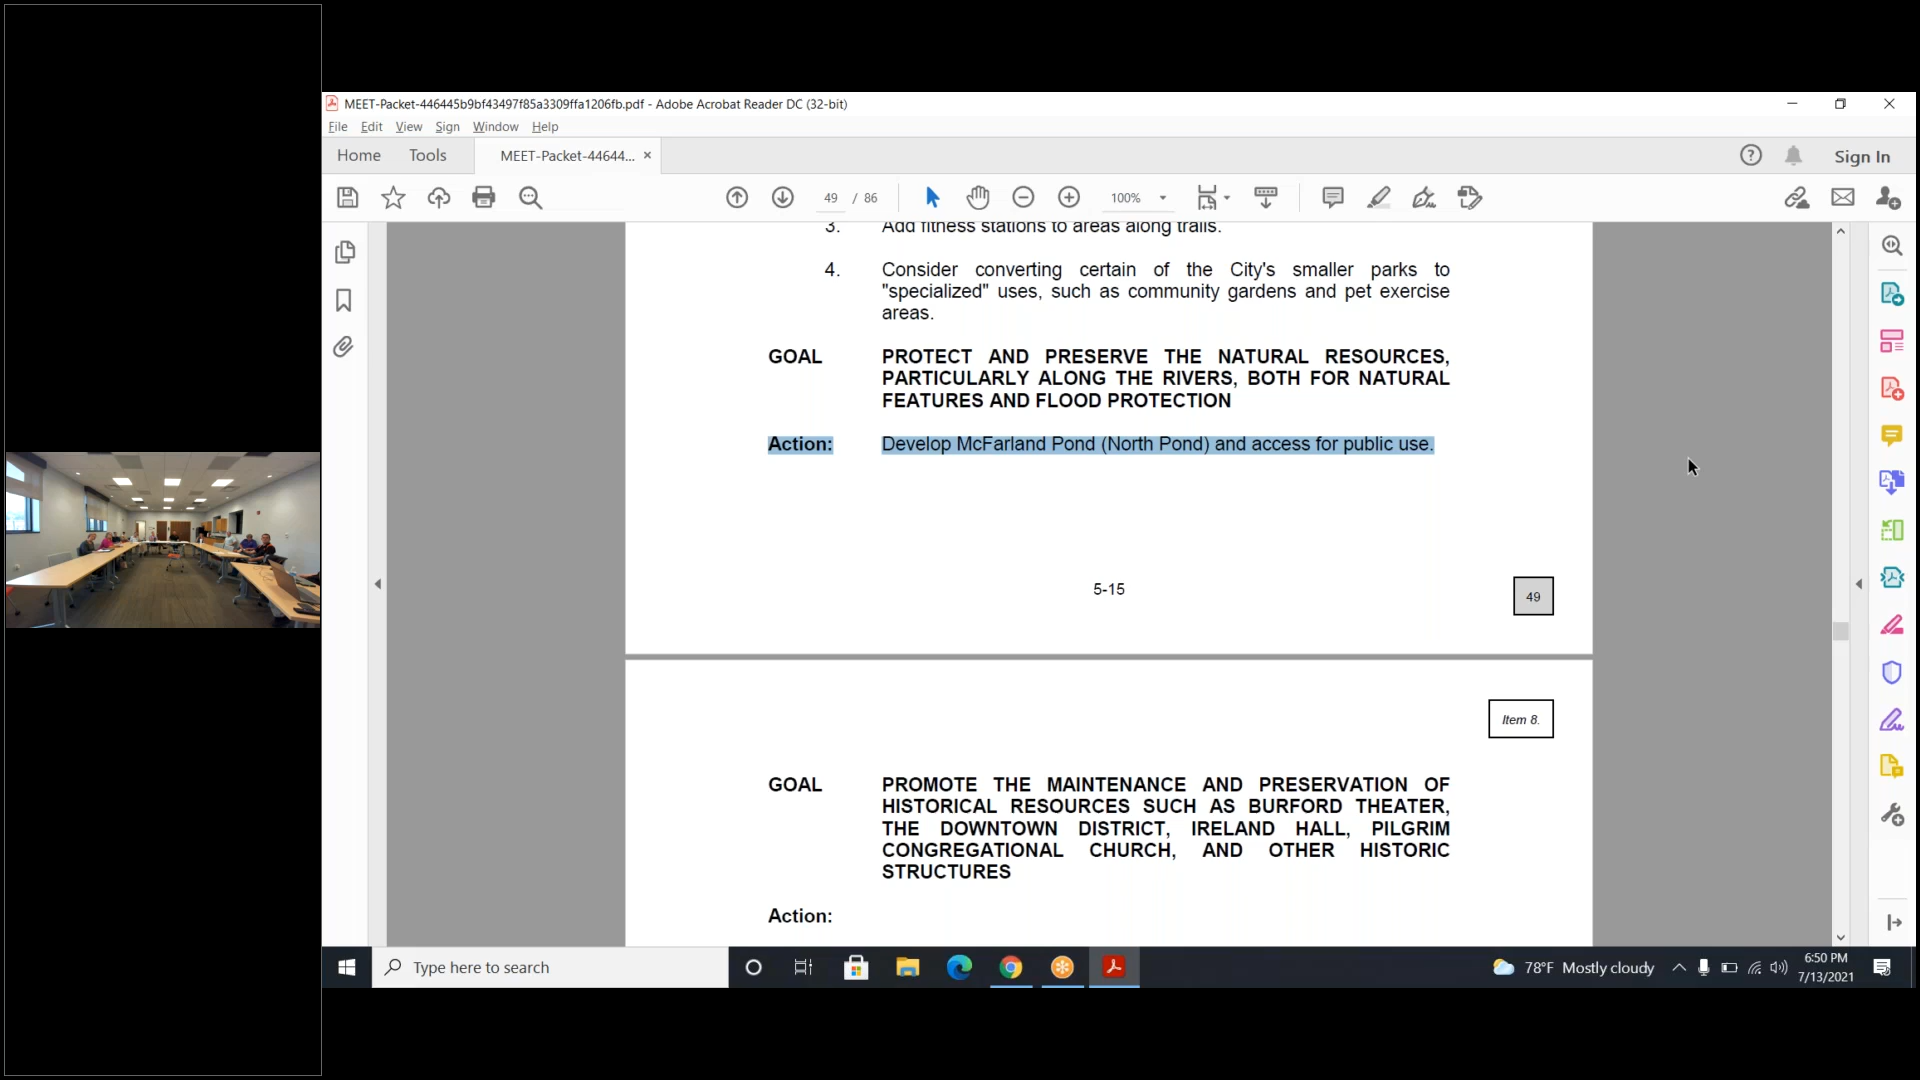 MEET-Packet-446445b9bf43497f85a3309ffa1206fb.pdf - Adobe Acrobat Reader DC (32-bit)
File Edit View Sign Window Help
Home Tools MEET-Packet-44644... × Sign In
49 / 86 100%
3. Add fitness stations to areas along trails.
4. Consider converting certain of the City's smaller parks to
"specialized" uses, such as community gardens and pet exercise
areas.
GOAL PROTECT AND PRESERVE THE NATURAL RESOURCES,
PARTICULARLY ALONG THE RIVERS, BOTH FOR NATURAL
FEATURES AND FLOOD PROTECTION
Action: Develop McFarland Pond (North Pond) and access for public use.
5-15
49
Item 8.
GOAL PROMOTE THE MAINTENANCE AND PRESERVATION OF
HISTORICAL RESOURCES SUCH AS BURFORD THEATER,
THE DOWNTOWN DISTRICT, IRELAND HALL, PILGRIM
CONGREGATIONAL CHURCH, AND OTHER HISTORIC
STRUCTURES
Action:
Type here to search
78°F Mostly cloudy
6:50 PM
7/13/2021